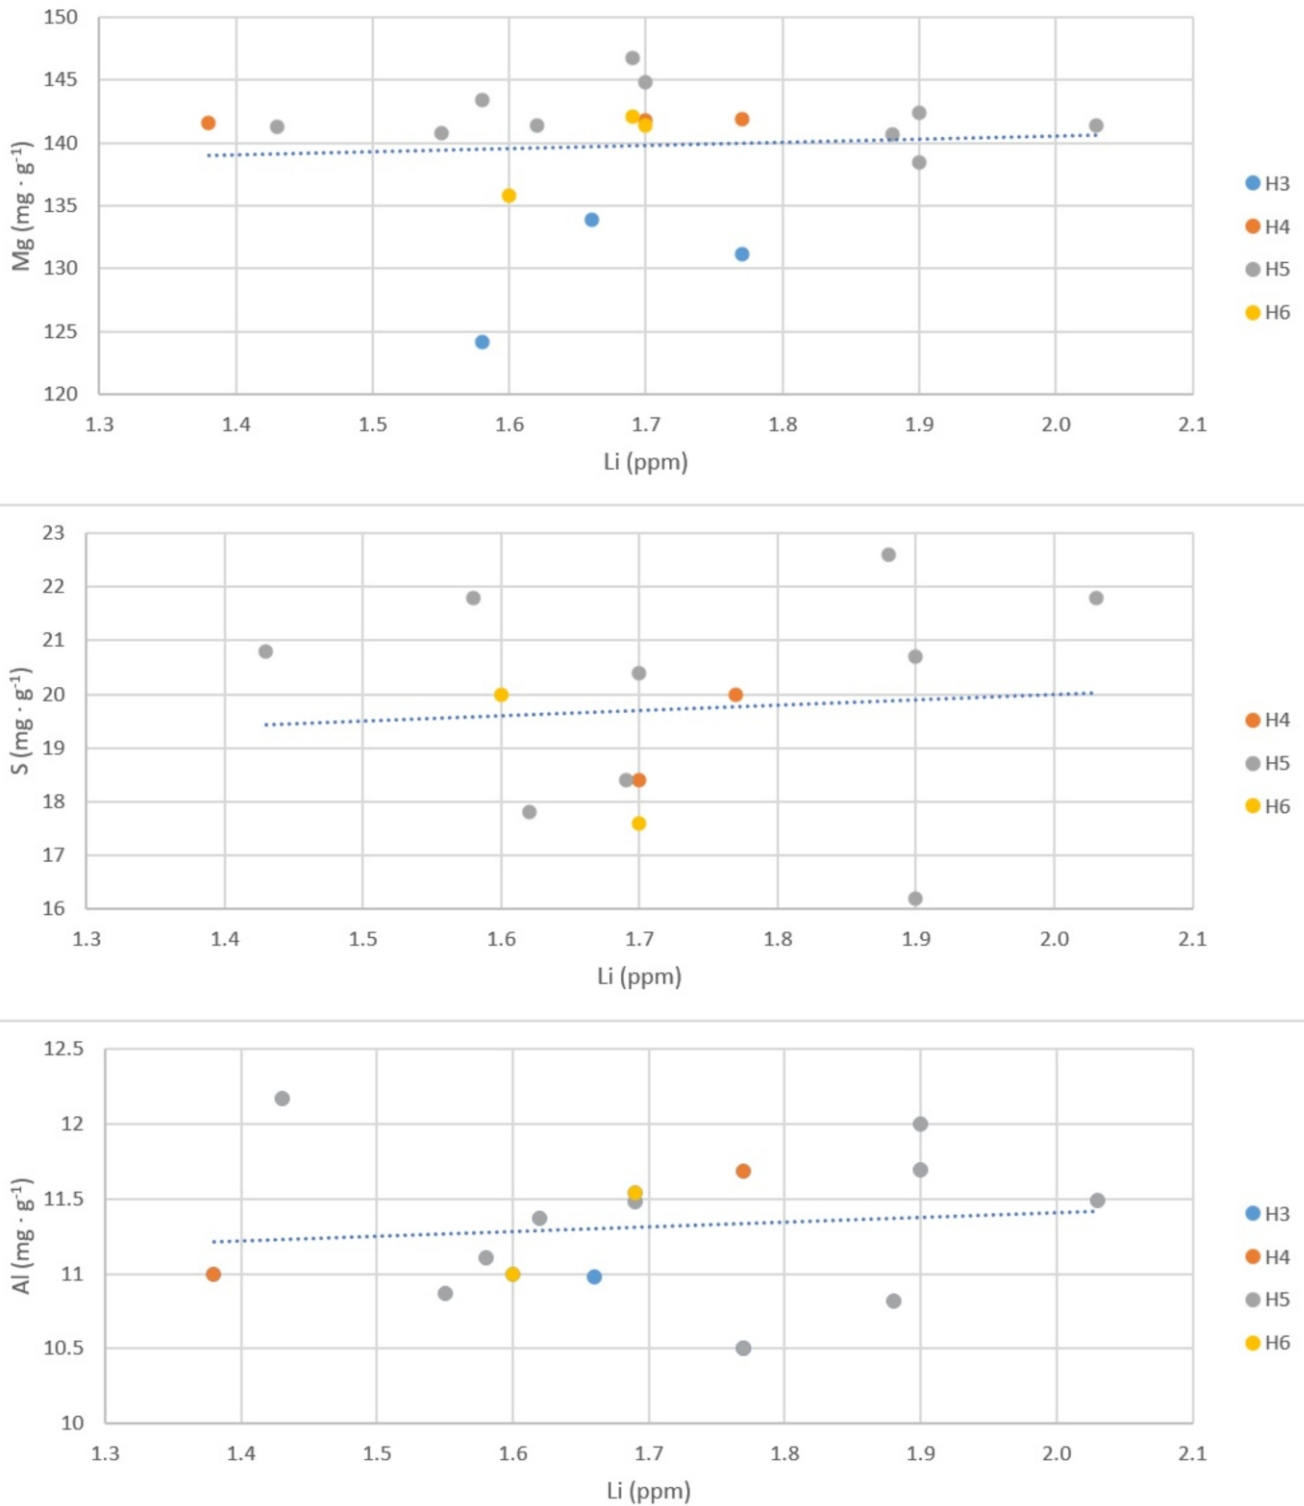 150
145
140
135
130
125
120
Mg (mg · g⁻¹)
1.3 1.4 1.5 1.6 1.7 1.8 1.9 2.0 2.1
Li (ppm)
H3
H4
H5
H6
23
22
21
20
19
18
17
16
S (mg · g⁻¹)
1.3 1.4 1.5 1.6 1.7 1.8 1.9 2.0 2.1
Li (ppm)
H4
H5
H6
12.5
12
11.5
11
10.5
10
Al (mg · g⁻¹)
1.3 1.4 1.5 1.6 1.7 1.8 1.9 2.0 2.1
Li (ppm)
H3
H4
H5
H6